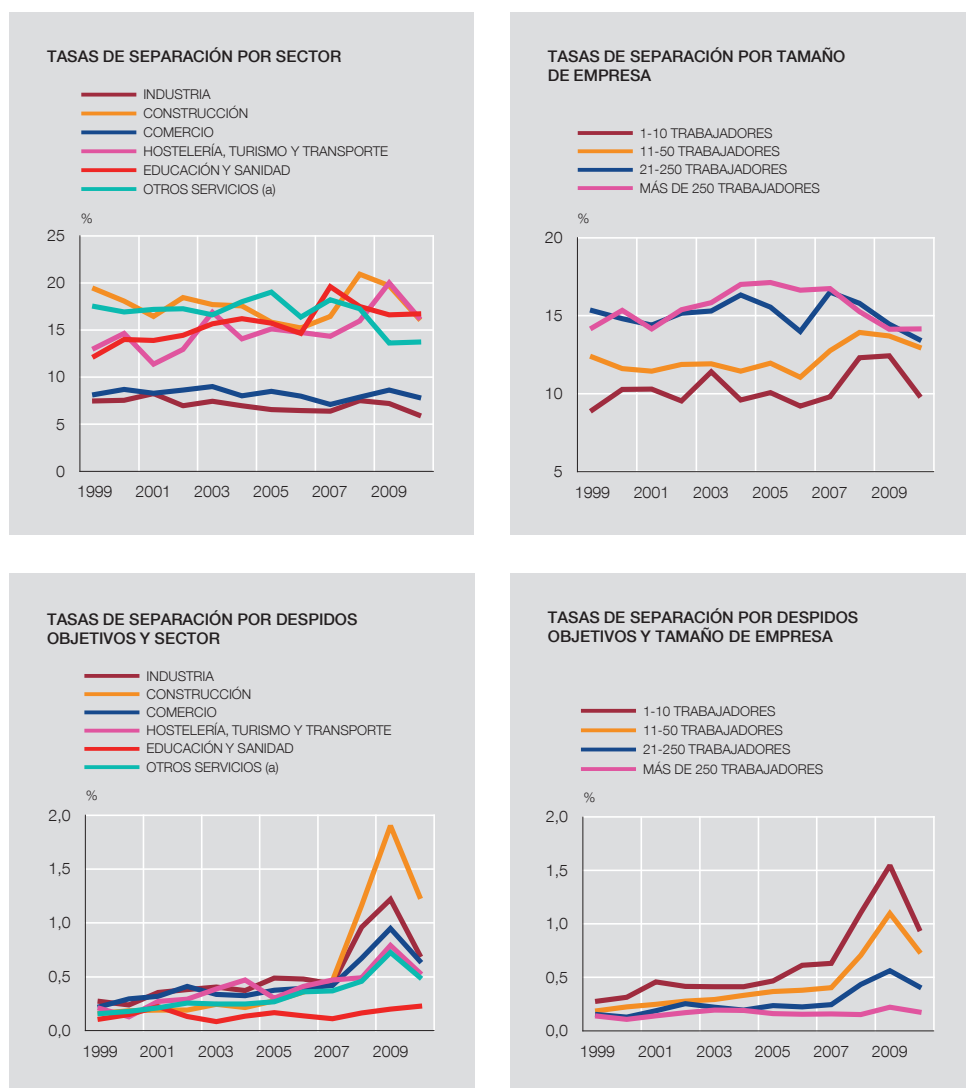 TASAS DE SEPARACIÓN POR SECTOR
INDUSTRIA
CONSTRUCCIÓN
COMERCIO
HOSTELERÍA, TURISMO Y TRANSPORTE
EDUCACIÓN Y SANIDAD
OTROS SERVICIOS (a)
%
25
20
15
10
5
0
1999 2001 2003 2005 2007 2009
TASAS DE SEPARACIÓN POR TAMAÑO
DE EMPRESA
1-10 TRABAJADORES
11-50 TRABAJADORES
21-250 TRABAJADORES
MÁS DE 250 TRABAJADORES
%
20
15
10
5
1999 2001 2003 2005 2007 2009
TASAS DE SEPARACIÓN POR DESPIDOS
OBJETIVOS Y SECTOR
INDUSTRIA
CONSTRUCCIÓN
COMERCIO
HOSTELERÍA, TURISMO Y TRANSPORTE
EDUCACIÓN Y SANIDAD
OTROS SERVICIOS (a)
%
2,0
1,5
1,0
0,5
0,0
1999 2001 2003 2005 2007 2009
TASAS DE SEPARACIÓN POR DESPIDOS
OBJETIVOS Y TAMAÑO DE EMPRESA
1-10 TRABAJADORES
11-50 TRABAJADORES
21-250 TRABAJADORES
MÁS DE 250 TRABAJADORES
%
2,0
1,5
1,0
0,5
0,0
1999 2001 2003 2005 2007 2009